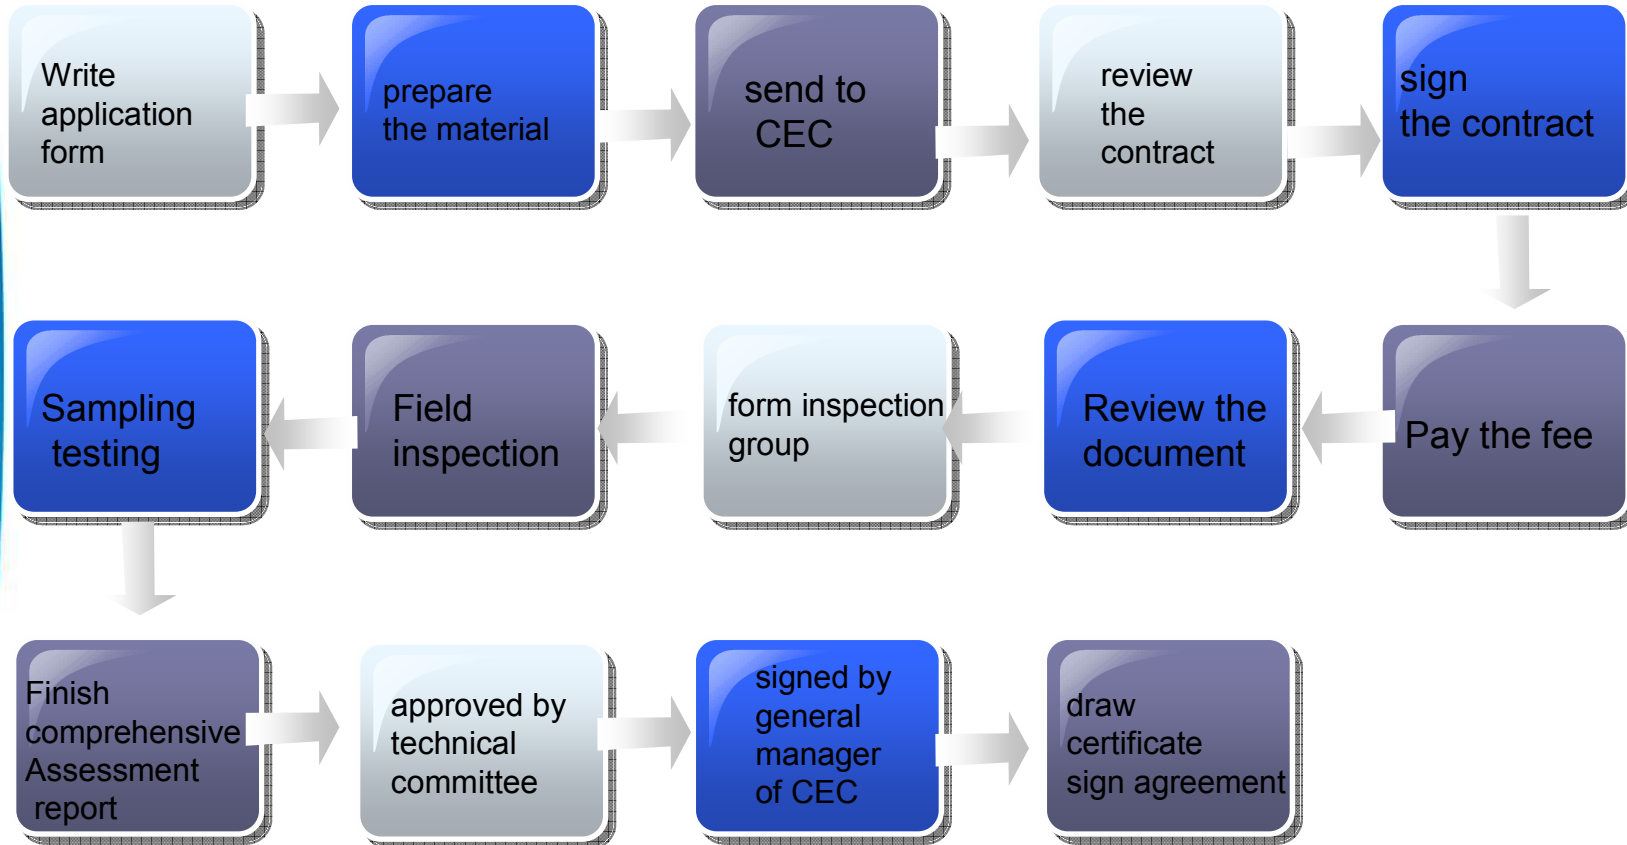 Write
application
form
prepare
the material
send to
CEC
review
the
contract
sign
the contract
Pay the fee
Review the
document
form inspection
group
Field
inspection
Sampling
testing
Finish
comprehensive
Assessment
report
approved by
technical
committee
signed by
general
manager
of CEC
draw
certificate
sign agreement